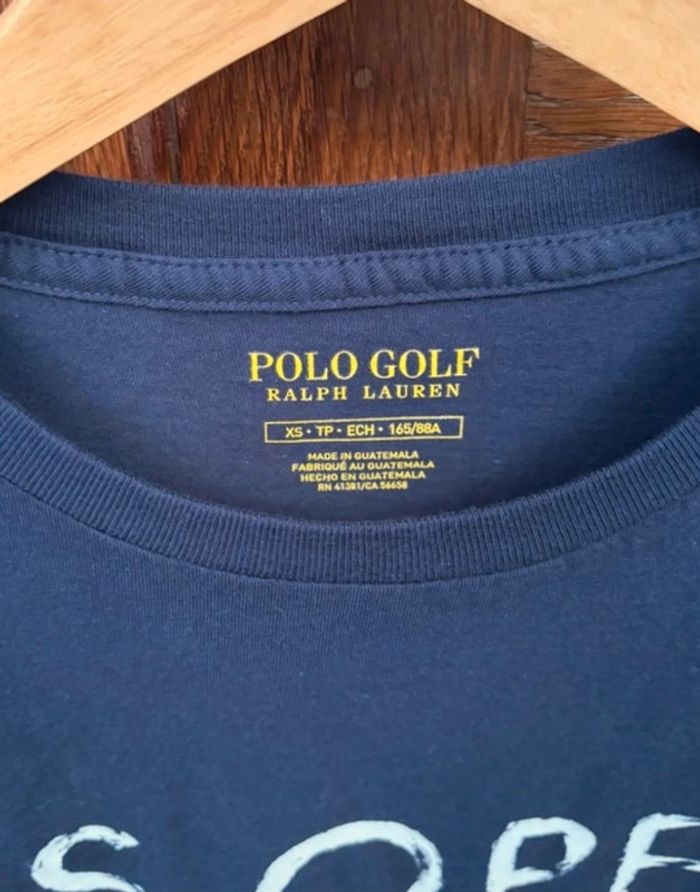 POLO GOLF
RALPH LAUREN
XS • TP • ECH • 165/88A
MADE IN GUATEMALA
FABRIQUÉ AU GUATEMALA
HECHO EN GUATEMALA
RN 41381/CA 56658